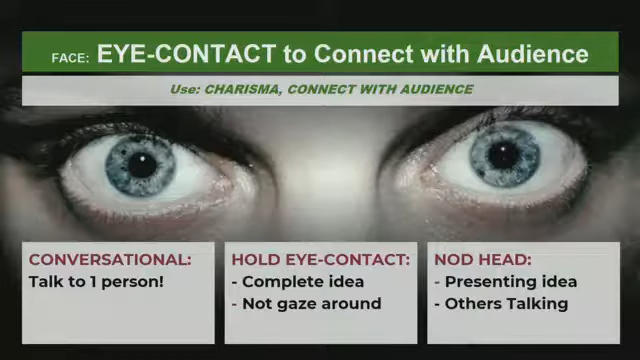 FACE: EYE-CONTACT to Connect with Audience
Use: CHARISMA, CONNECT WITH AUDIENCE
CONVERSATIONAL:
Talk to 1 person!
HOLD EYE-CONTACT:
- Complete idea
- Not gaze around
NOD HEAD:
- Presenting idea
- Others Talking